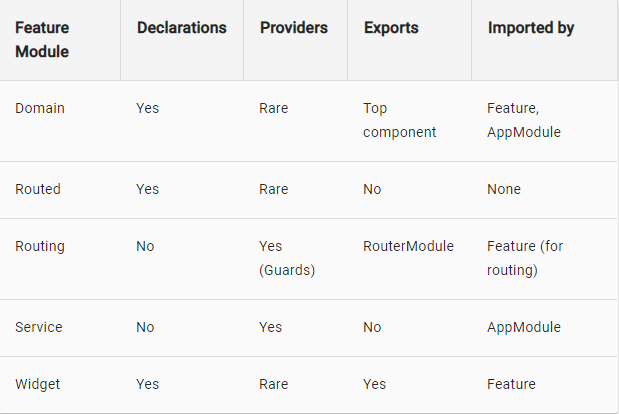 Feature Module	Declarations	Providers	Exports	Imported by
Domain	Yes	Rare	Top component	Feature, AppModule
Routed	Yes	Rare	No	None
Routing	No	Yes (Guards)	RouterModule	Feature (for routing)
Service	No	Yes	No	AppModule
Widget	Yes	Rare	Yes	Feature